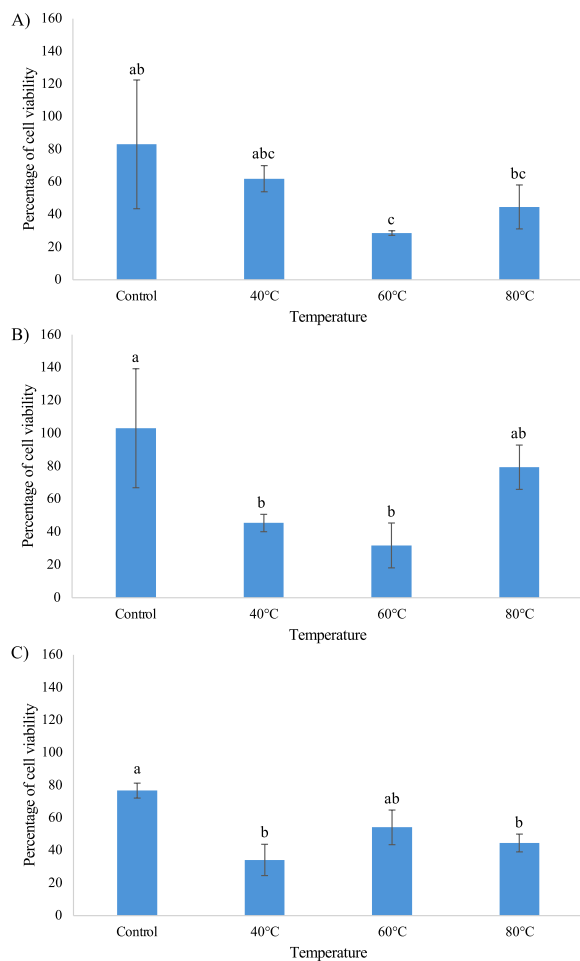 A)
Percentage of cell viability
160
140
120
100
80
60
40
20
0
ab
abc
c
bc
Control
40°C
60°C
80°C
Temperature
B)
Percentage of cell viability
160
140
120
100
80
60
40
20
0
a
b
b
ab
Control
40°C
60°C
80°C
Temperature
C)
Percentage of cell viability
160
140
120
100
80
60
40
20
0
a
b
ab
b
Control
40°C
60°C
80°C
Temperature